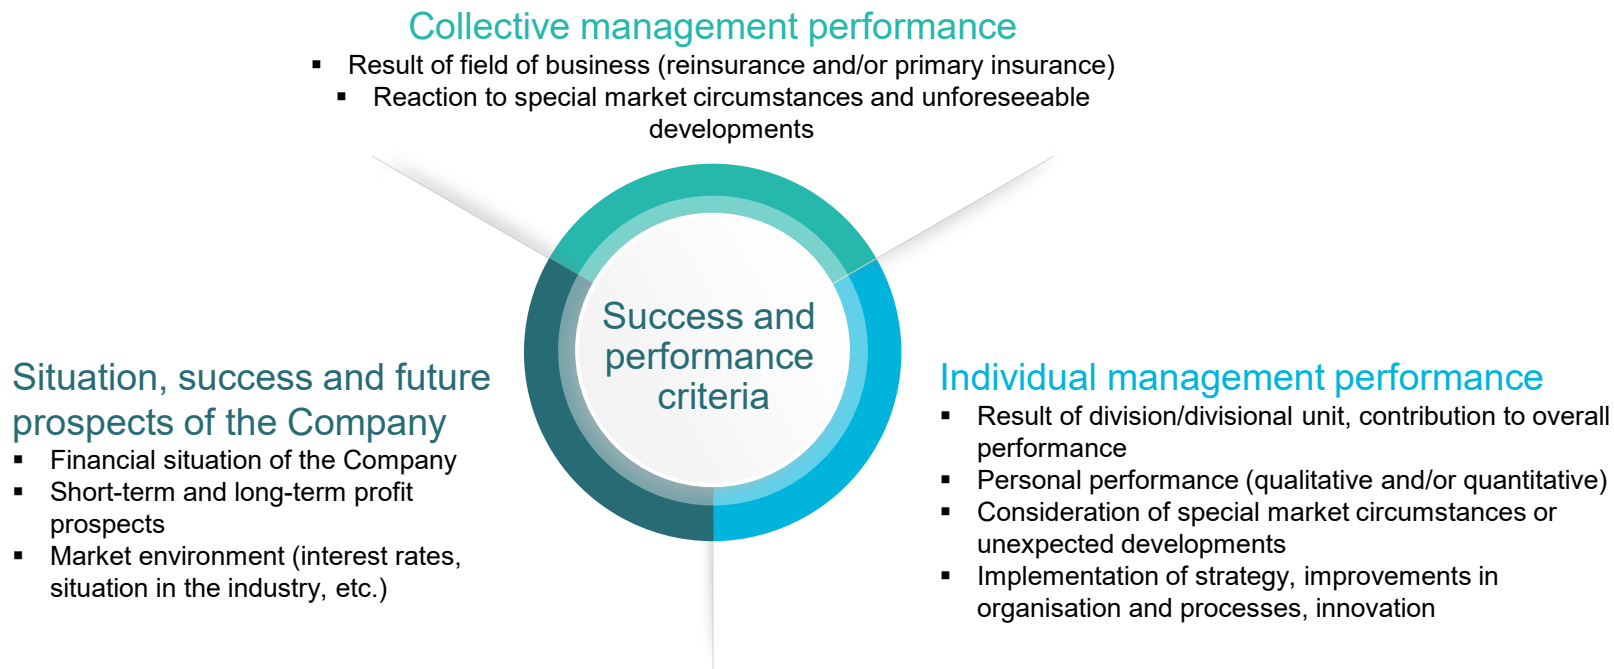 Collective management performance
▪ Result of field of business (reinsurance and/or primary insurance)
▪ Reaction to special market circumstances and unforeseeable
developments
Success and
performance
criteria
Situation, success and future
prospects of the Company
▪ Financial situation of the Company
▪ Short-term and long-term profit
prospects
▪ Market environment (interest rates,
situation in the industry, etc.)
Individual management performance
▪ Result of division/divisional unit, contribution to overall
performance
▪ Personal performance (qualitative and/or quantitative)
▪ Consideration of special market circumstances or
unexpected developments
▪ Implementation of strategy, improvements in
organisation and processes, innovation